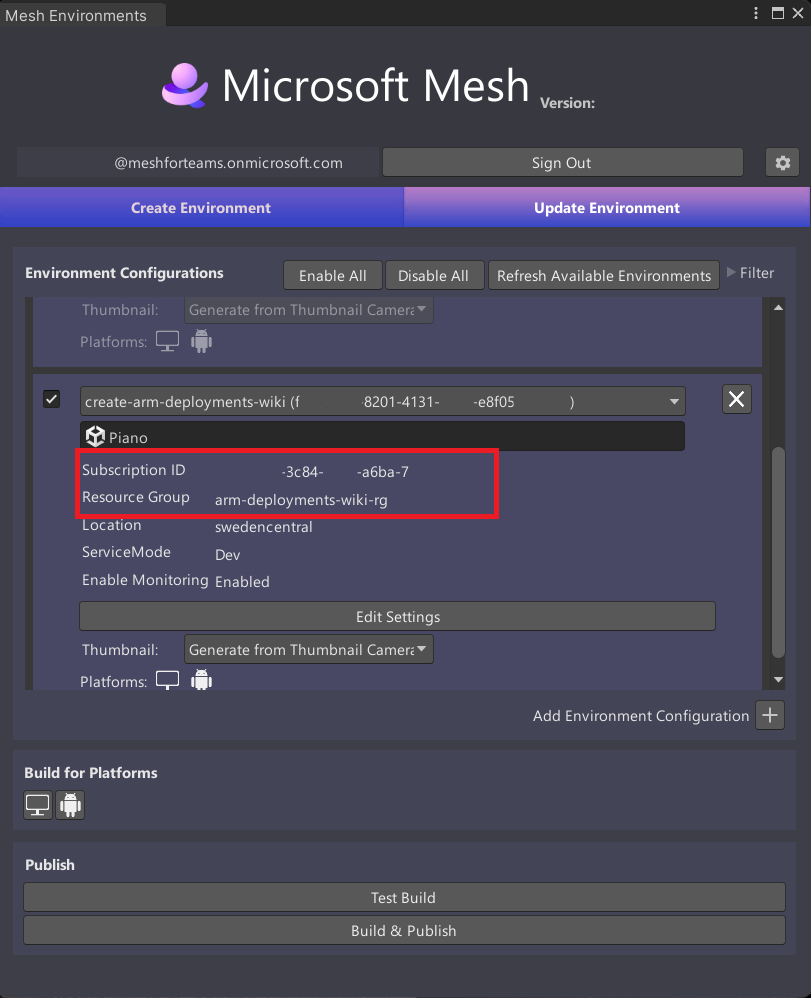 Mesh Environments
Microsoft Mesh Version:
@meshforteams.onmicrosoft.com Sign Out
Create Environment Update Environment
Environment Configurations Enable All Disable All Refresh Available Environments Filter
Thumbnail: Generate from Thumbnail Camera
Platforms:
create-arm-deployments-wiki (f -8201-4131- -e8f05 )
Piano
Subscription ID -3c84- -a6ba-7
Resource Group arm-deployments-wiki-rg
Location swedencentral
ServiceMode Dev
Enable Monitoring Enabled
Edit Settings
Thumbnail: Generate from Thumbnail Camera
Platforms:
Add Environment Configuration
Build for Platforms
Publish
Test Build
Build & Publish